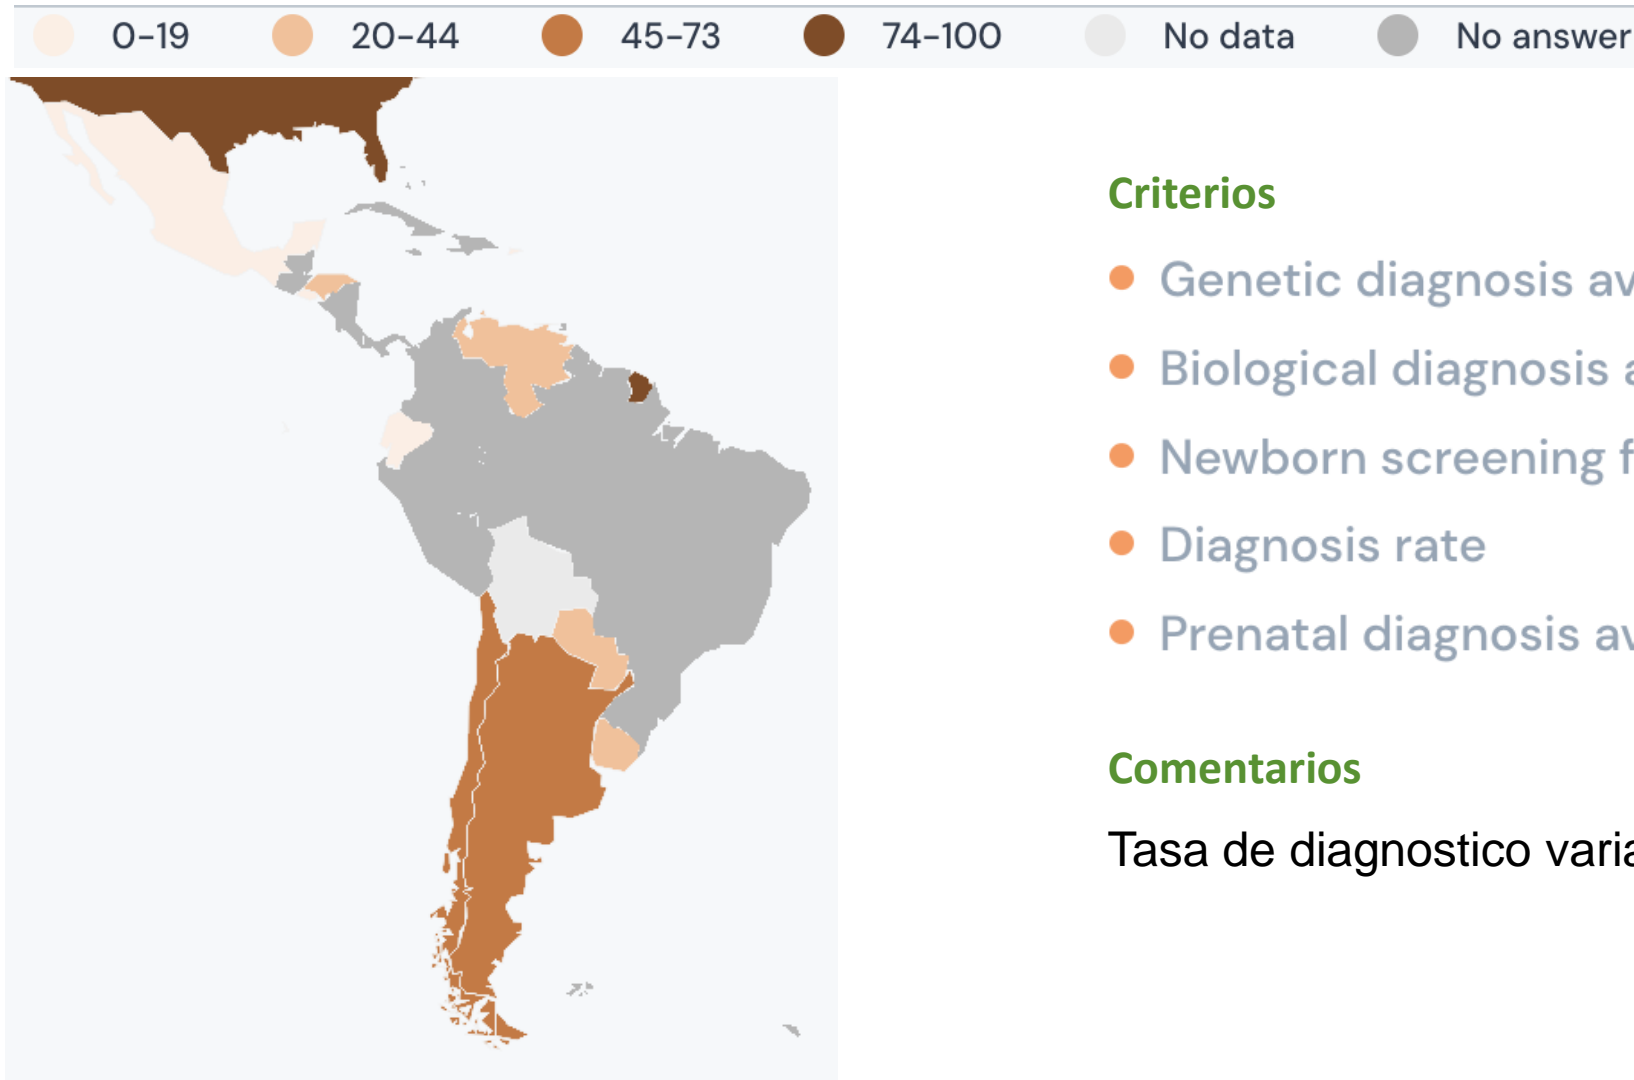 0-19 20-44 45-73 74-100 No data No answer
Criterios
Genetic diagnosis av
Biological diagnosis a
Newborn screening f
Diagnosis rate
Prenatal diagnosis av
Comentarios
Tasa de diagnostico varia